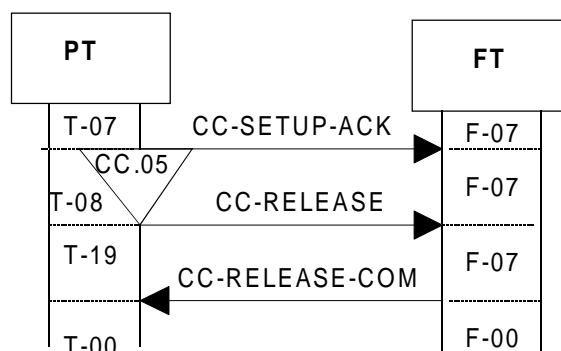 PT
FT
T-07
CC-SETUP-ACK
F-07
CC.05
T-08
CC-RELEASE
F-07
T-19
CC-RELEASE-COM
F-07
T-00
F-00